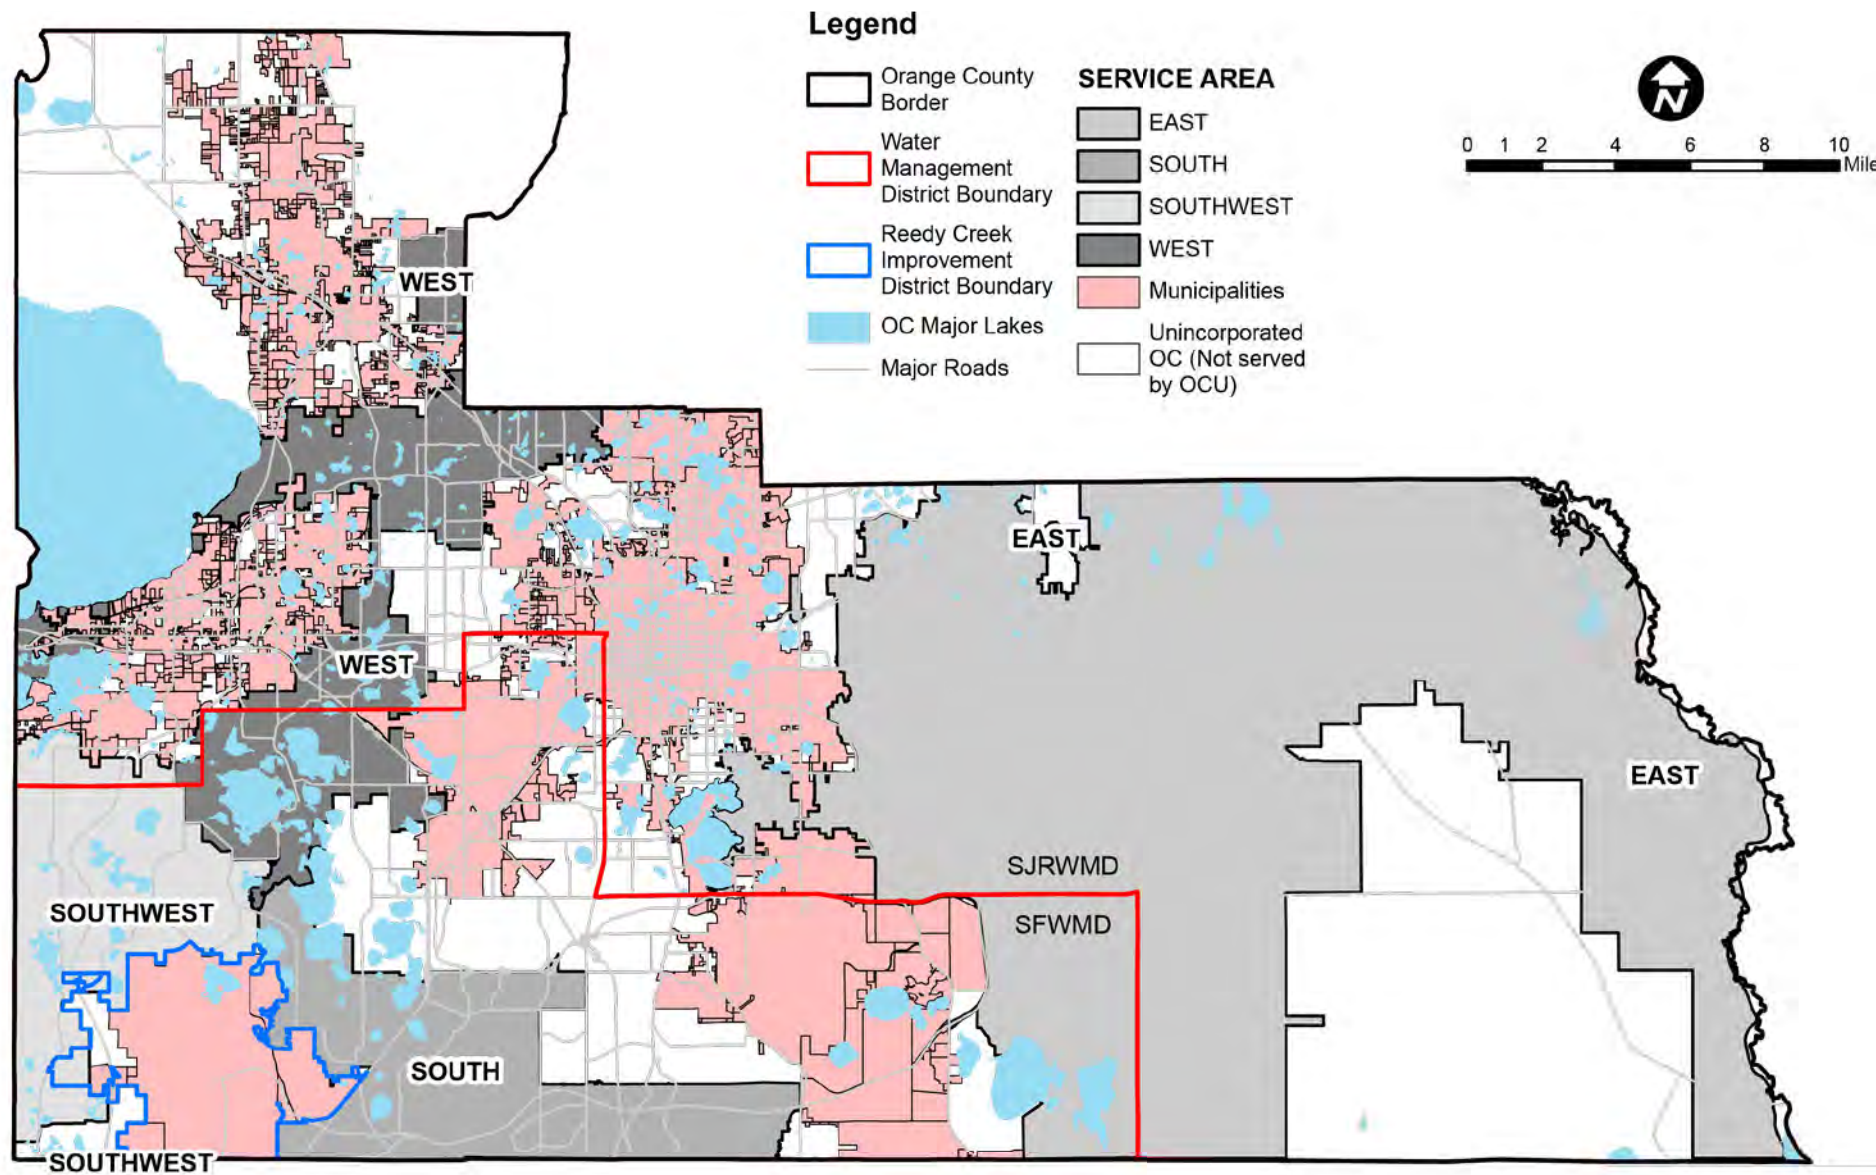 Legend
Orange County
Border
Water
Management
District Boundary
Reedy Creek
Improvement
District Boundary
OC Major Lakes
Major Roads
SERVICE AREA
EAST
SOUTH
SOUTHWEST
WEST
Municipalities
Unincorporated
OC (Not served
by OCU)
N
0 1 2 4 6 8 10
Mile
WEST
EAST
WEST
EAST
SJRWMD
SOUTHWEST
SFWMD
SOUTH
SOUTHWEST